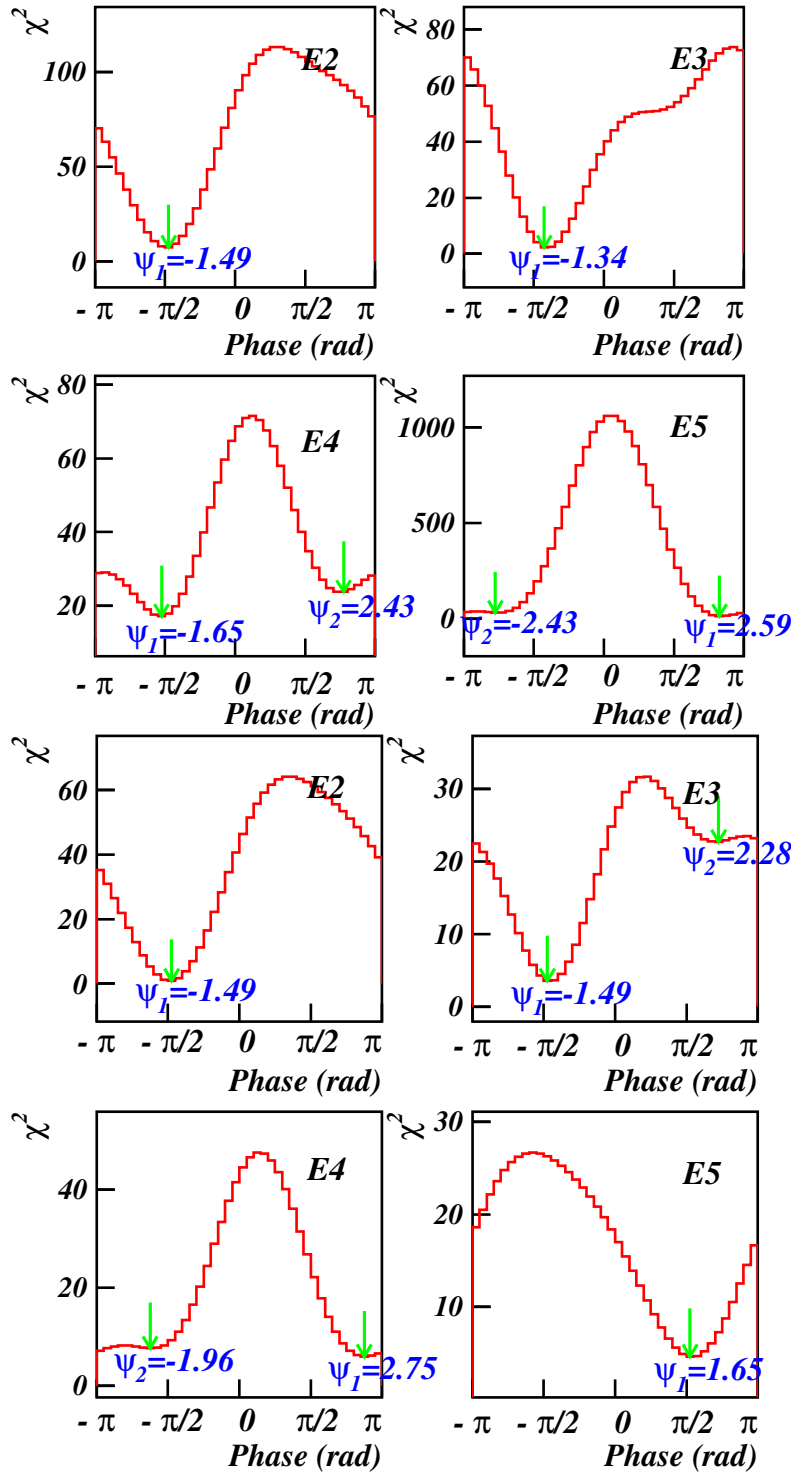 χ²
E2
100
50
0
ψ₁=-1.49
- π - π/2 0 π/2 π
Phase (rad)
χ²
E3
80
60
40
20
0
ψ₁=-1.34
- π - π/2 0 π/2 π
Phase (rad)
χ²
E4
80
60
40
20
ψ₁=-1.65
ψ₂=2.43
- π - π/2 0 π/2 π
Phase (rad)
χ²
E5
1000
500
0
ψ₂=-2.43
ψ₁=2.59
- π - π/2 0 π/2 π
Phase (rad)
χ²
E2
60
40
20
0
ψ₁=-1.49
- π - π/2 0 π/2 π
Phase (rad)
χ²
E3
30
20
10
0
ψ₂=2.28
ψ₁=-1.49
- π - π/2 0 π/2 π
Phase (rad)
χ²
E4
40
20
0
ψ₂=-1.96
ψ₁=2.75
- π - π/2 0 π/2 π
Phase (rad)
χ²
E5
30
20
10
ψ₁=1.65
- π - π/2 0 π/2 π
Phase (rad)